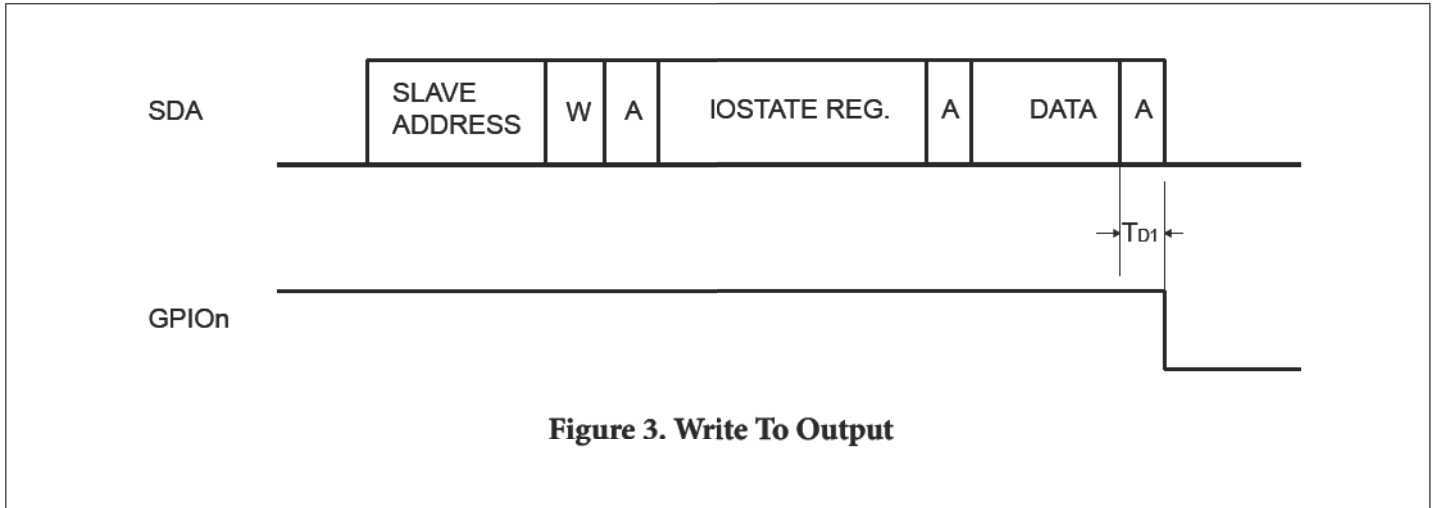 SDA
SLAVE
ADDRESS
W
A
IOSTATE REG.
A
DATA
A
TD1
GPIOn
Figure 3. Write To Output